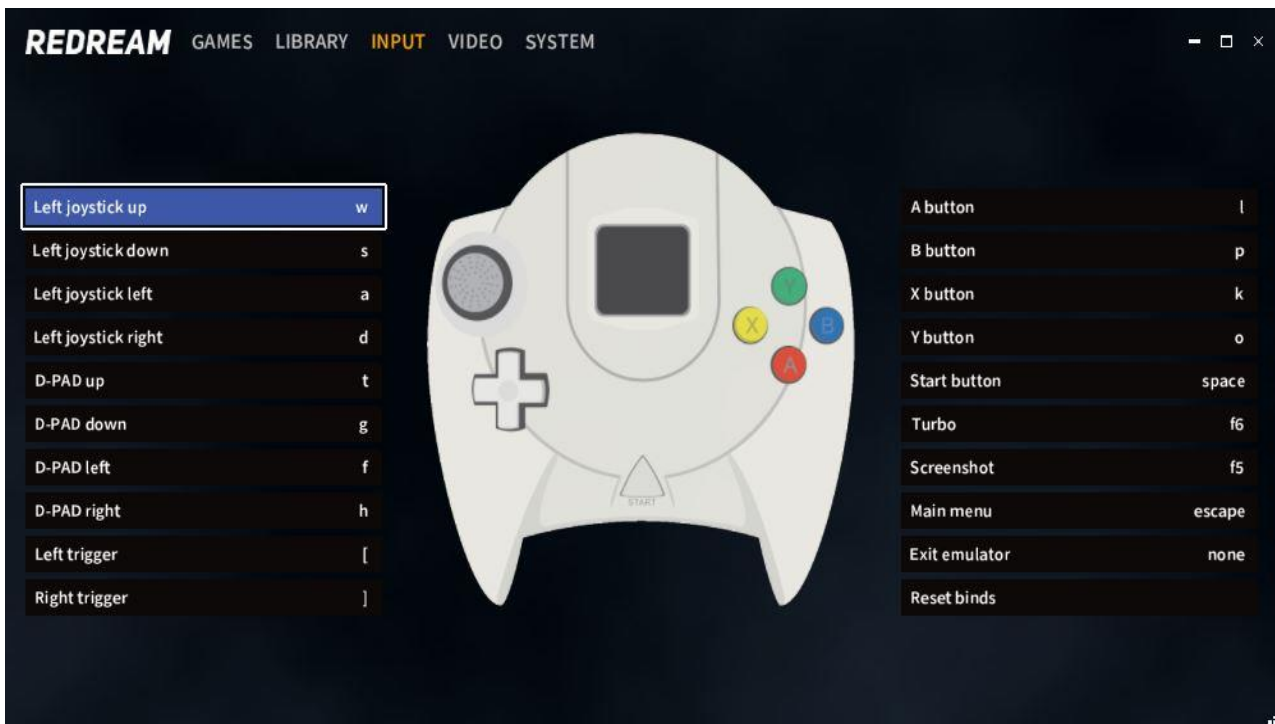 REDREAM GAMES LIBRARY INPUT VIDEO SYSTEM
Left joystick up w
Left joystick down s
Left joystick left a
Left joystick right d
D-PAD up t
D-PAD down g
D-PAD left f
D-PAD right h
Left trigger [
Right trigger ]
Y
X
B
A
START
A button l
B button p
X button k
Y button o
Start button space
Turbo f6
Screenshot f5
Main menu escape
Exit emulator none
Reset binds